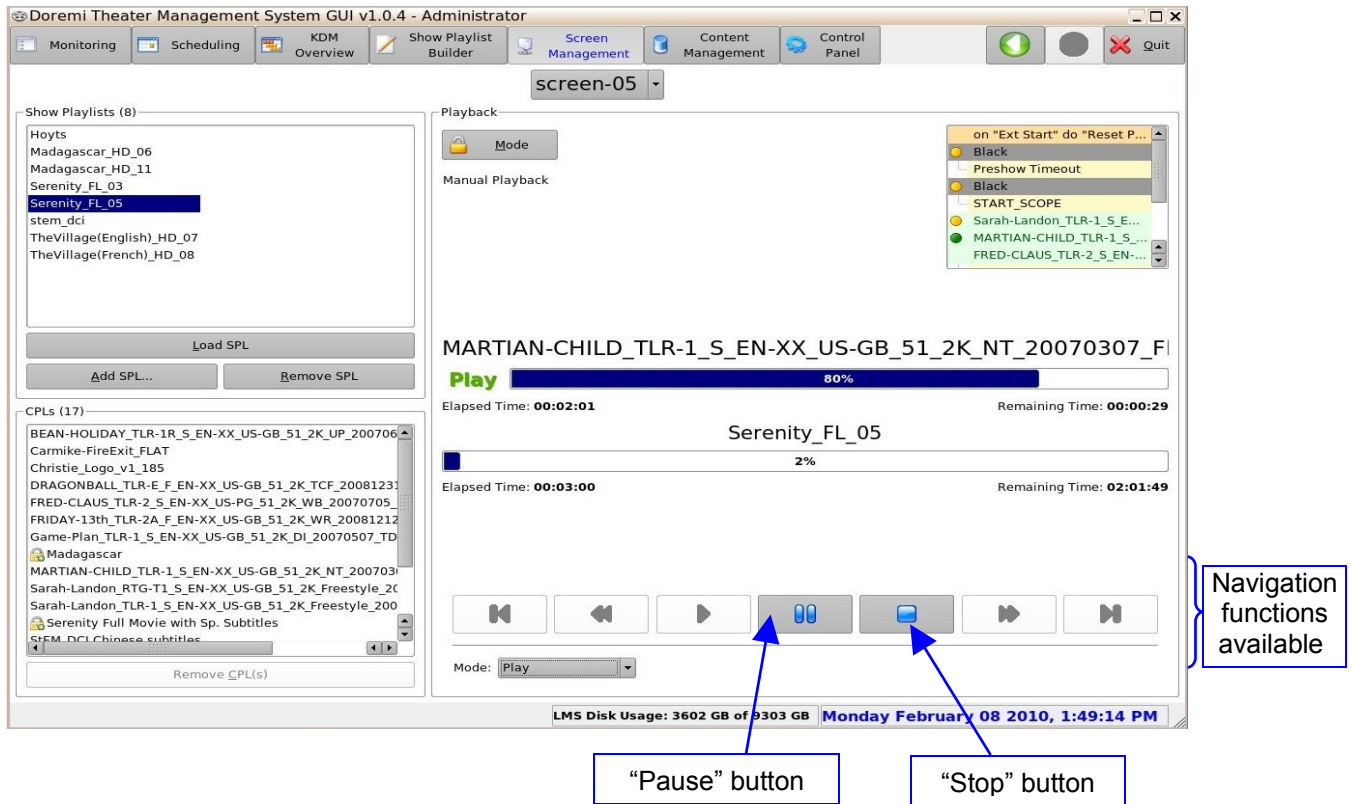 Doremi Theater Management System GUI v1.0.4 - Administrator
Monitoring
Scheduling
KDM Overview
Show Playlist Builder
Screen Management
Content Management
Control Panel
Quit
screen-05
Show Playlists (8)
Hoyts
Madagascar_HD_06
Madagascar_HD_11
Serenity_FL_03
Serenity_FL_05
stem_dci
TheVillage(English)_HD_07
TheVillage(French)_HD_08
Load SPL
Add SPL...
Remove SPL
CPLs (17)
BEAN-HOLIDAY_TLR-1R_S_EN-XX_US-GB_51_2K_UP_200706
Carmike-FireExit_FLAT
Christie_Logo_v1_185
DRAGONBALL_TLR-E_F_EN-XX_US-GB_51_2K_TCF_20081231
FRED-CLAUS_TLR-2_S_EN-XX_US-PG_51_2K_WB_20070705_
FRIDAY-13th_TLR-2A_F_EN-XX_US-GB_51_2K_WR_20081212
Game-Plan_TLR-1_S_EN-XX_US-GB_51_2K_DI_20070507_TD
Madagascar
MARTIAN-CHILD_TLR-1_S_EN-XX_US-GB_51_2K_NT_200703
Sarah-Landon_RTG-T1_S_EN-XX_US-GB_51_2K_Freestyle_20
Sarah-Landon_TLR-1_S_EN-XX_US-GB_51_2K_Freestyle_200
Serenity Full Movie with Sp. Subtitles
StEM_DCI Chinese subtitles
Remove CPL(s)
Playback
Mode
Manual Playback
on "Ext Start" do "Reset P...
Black
Preshow Timeout
Black
START_SCOPE
Sarah-Landon_TLR-1_S_E...
MARTIAN-CHILD_TLR-1_S_...
FRED-CLAUS_TLR-2_S_EN-...
MARTIAN-CHILD_TLR-1_S_EN-XX_US-GB_51_2K_NT_20070307_Fl
Play
80%
Elapsed Time: 00:02:01
Remaining Time: 00:00:29
Serenity_FL_05
2%
Elapsed Time: 00:03:00
Remaining Time: 02:01:49
Mode: Play
LMS Disk Usage: 3602 GB of 9303 GB
Monday February 08 2010, 1:49:14 PM
Navigation
functions
available
“Pause” button
“Stop” button